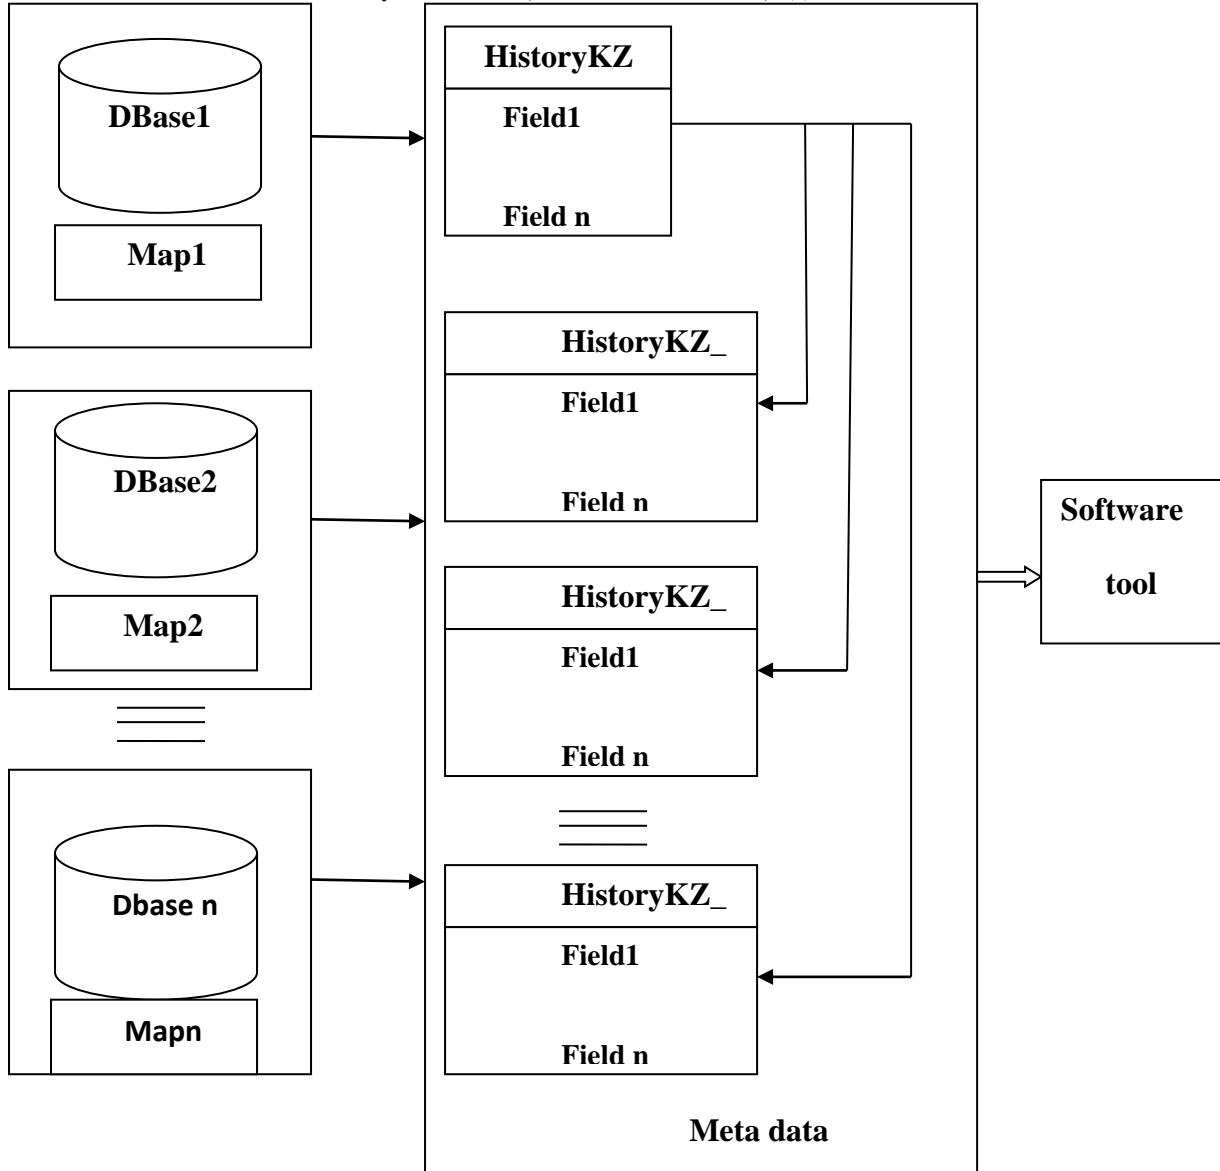 DBase1
Map1
DBase2
Map2
Dbase n
Mapn
HistoryKZ
Field1
Field n
HistoryKZ_
Field1
Field n
HistoryKZ_
Field1
Field n
HistoryKZ_
Field1
Field n
Meta data
Software
tool